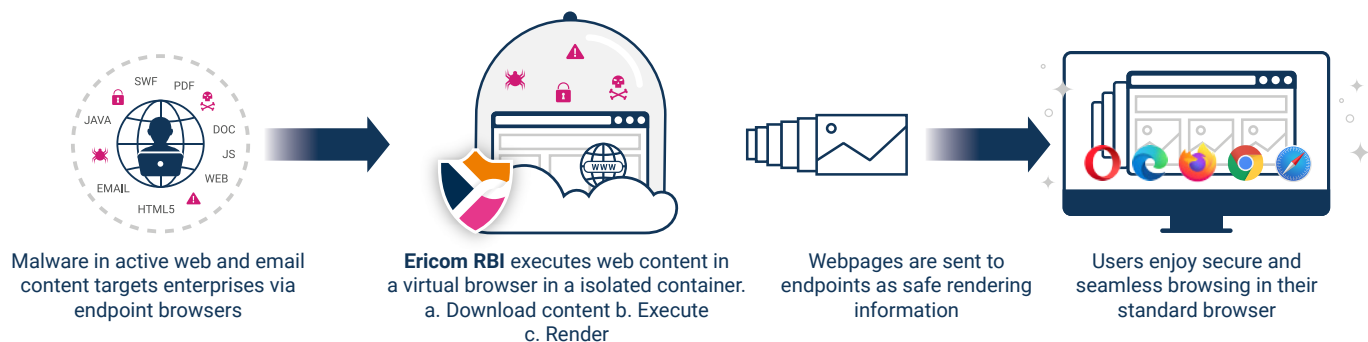 SWF
PDF
JAVA
DOC
JS
WEB
EMAIL
HTML5
WWW
Malware in active web and email
content targets enterprises via
endpoint browsers
Ericom RBI executes web content in
a virtual browser in a isolated container.
a. Download content b. Execute
c. Render
Webpages are sent to
endpoints as safe rendering
information
Users enjoy secure and
seamless browsing in their
standard browser